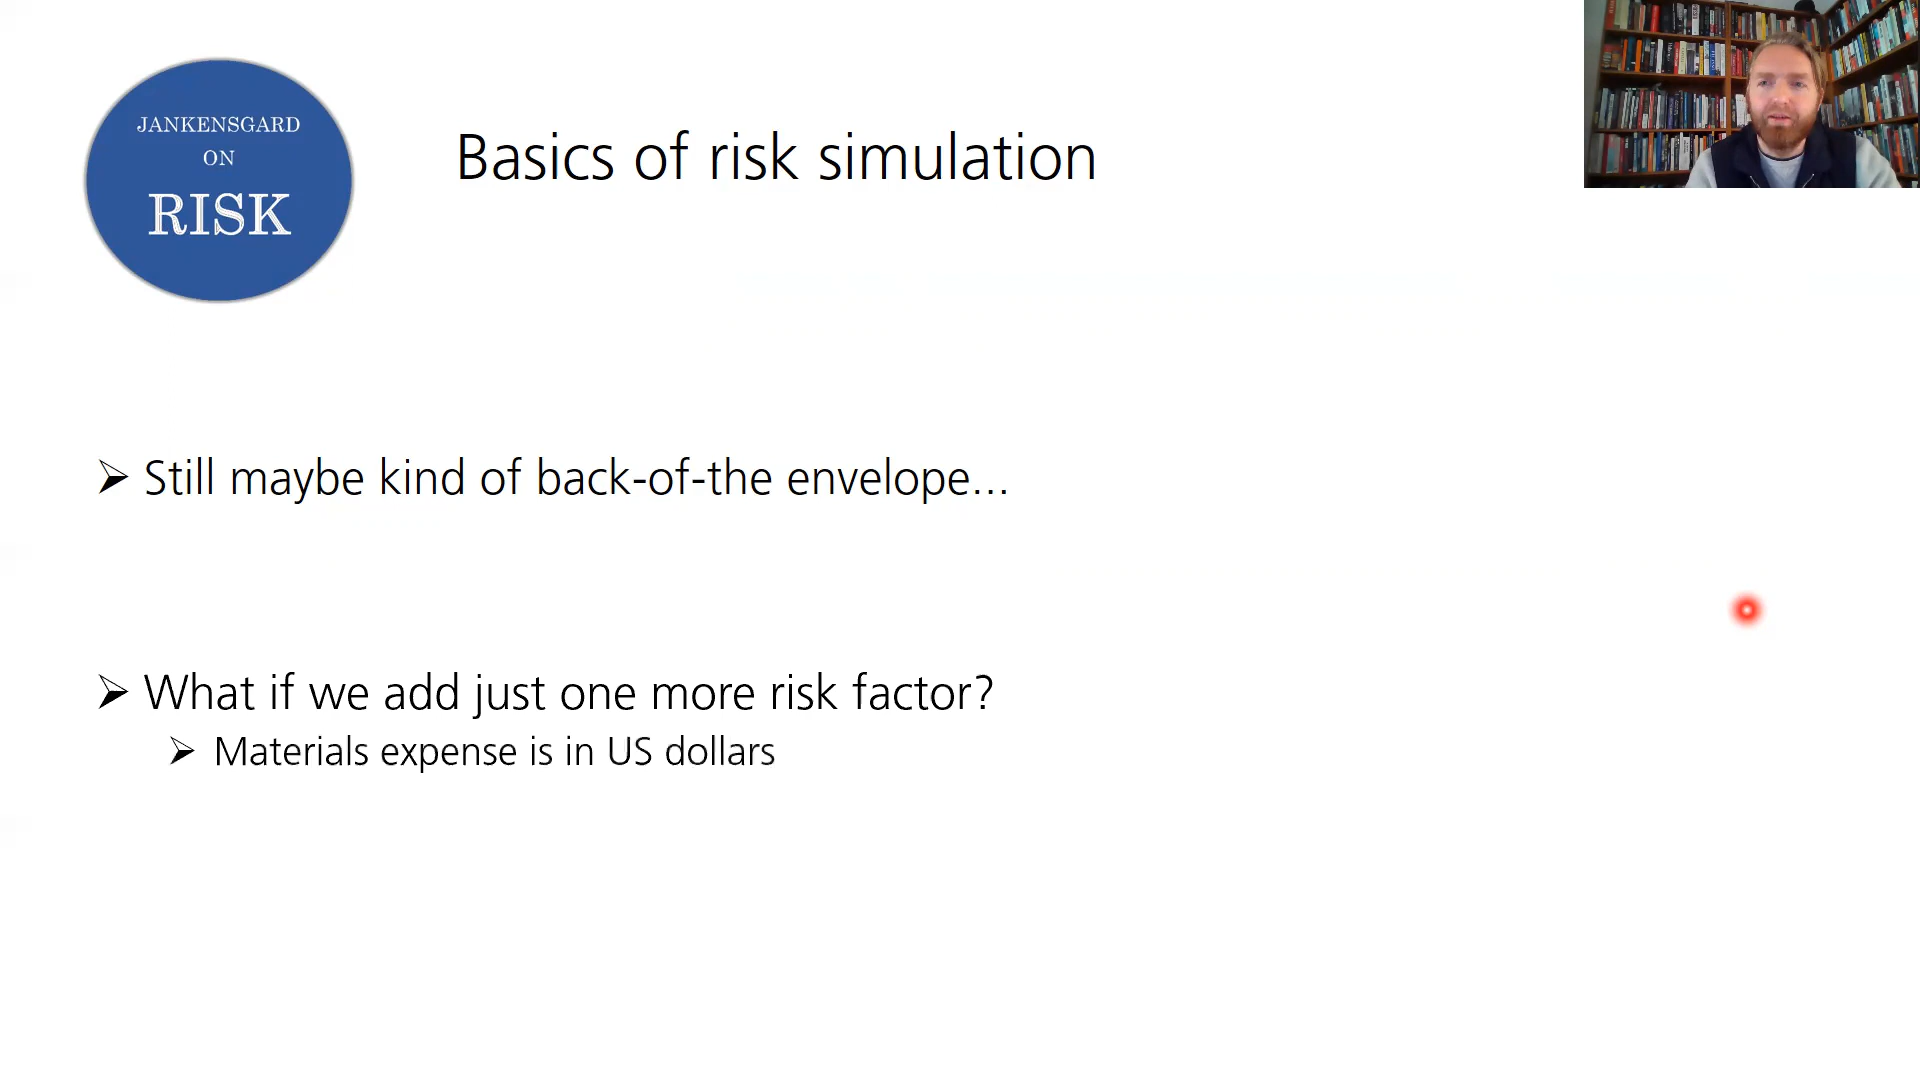 JANKENSGARD
ON
RISK
Basics of risk simulation
➢ Still maybe kind of back-of-the envelope...
➢ What if we add just one more risk factor?
➢ Materials expense is in US dollars